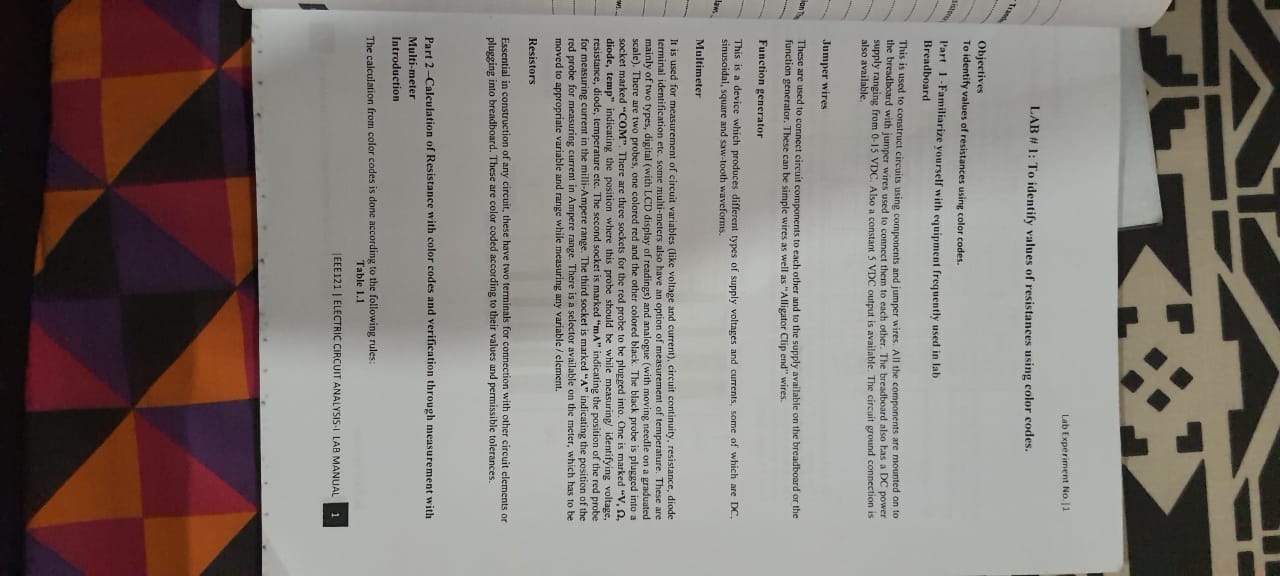 Lab Experiment No. |1
LAB # 1: To identify values of resistances using color codes.
Objectives
To identify values of resistances using color codes.
Part 1 -Familiarize yourself with equipment frequently used in lab
Breadboard
This is used to construct circuits using components and jumper wires. All the components are mounted on to
the breadboard with jumper wires used to connect them to each other. The breadboard also has a DC power
supply ranging from 0-15 VDC. Also a constant 5 VDC output is available. The circuit ground connection is
also available.
Jumper wires
These are used to connect circuit components to each other and to the supply available on the breadboard or the
function generator. These can be simple wires as well as "Alligator Clip end" wires.
Function generator
This is a device which produces different types of supply voltages and currents, some of which are DC,
sinusoidal, square and saw-tooth waveforms.
Multimeter
It is used for measurement of circuit variables (like voltage and current), circuit continuity, resistance, diode
terminal identification etc. some multi-meters also have an option of measurement of temperature. These are
mainly of two types, digital (with LCD display of readings) and analogue (with moving needle on a graduated
scale). There are two probes, one colored red and the other colored black. The black probe is plugged into a
socket marked "COM". There are three sockets for the red probe to be plugged into. One is marked "V, Ω,
diode, temp" indicating the position where this probe should be while measuring/ identifying voltage,
resistance, diode, temperature etc. The second socket is marked "mA" indicating the position of the red probe
for measuring current in the milli-Ampere range. The third socket is marked "A" indicating the position of the
red probe for measuring current in Ampere range. There is a selector available on the meter, which has to be
moved to appropriate variable and range while measuring any variable / element.
Resistors
Essential in construction of any circuit, these have two terminals for connection with other circuit elements or
plugging into breadboard. These are color coded according to their values and permissible tolerances.
Part 2 –Calculation of Resistance with color codes and verification through measurement with
Multi-meter
Introduction
The calculation from color codes is done according to the following rules:
Table 1.1
|EEE121 | ELECTRIC CIRCUIT ANALYSIS-I LAB MANUAL 1